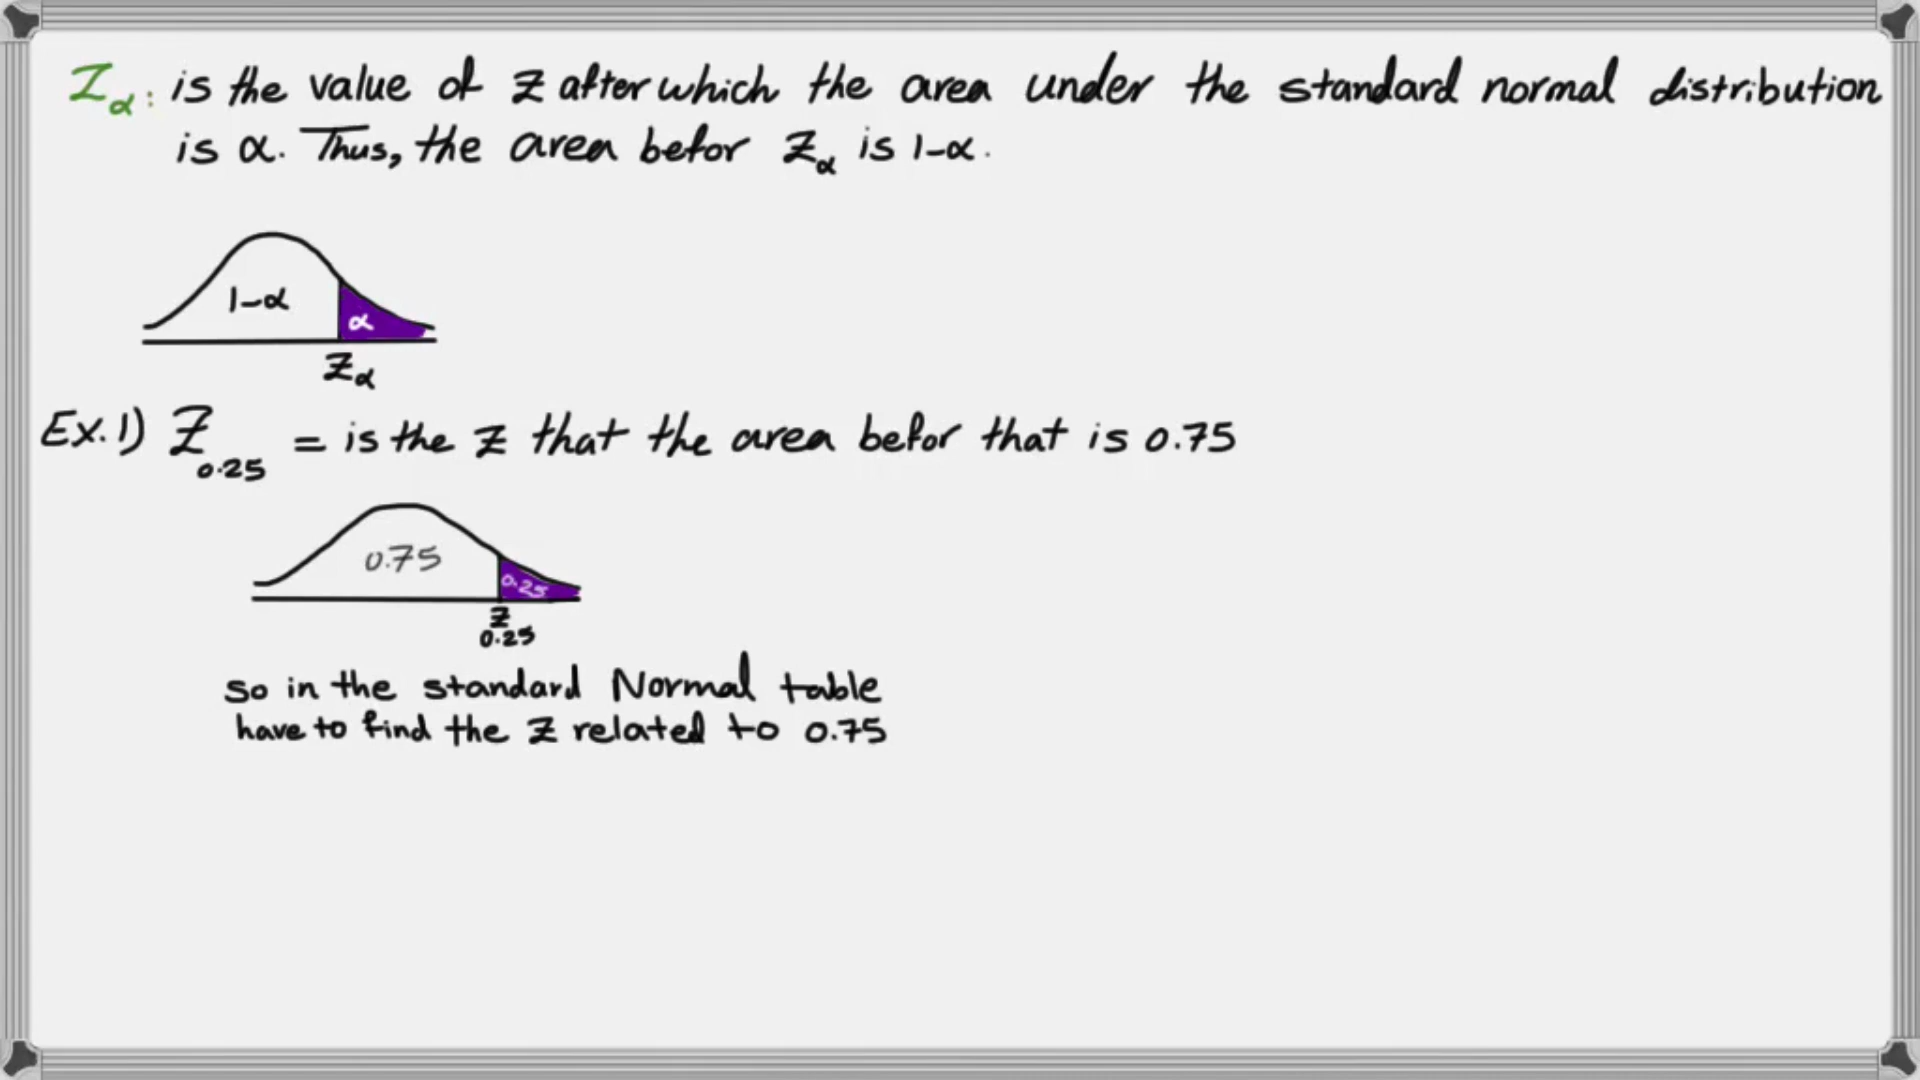 Zα: is the value of Z after which the area under the standard normal distribution
is α. Thus, the area befor Zα is 1-α.
1-α
α
Zα
Ex.1) Z0.25 = is the Z that the area befor that is 0.75
0.75
0.25
Z
0.25
so in the standard Normal table
have to find the Z related to 0.75